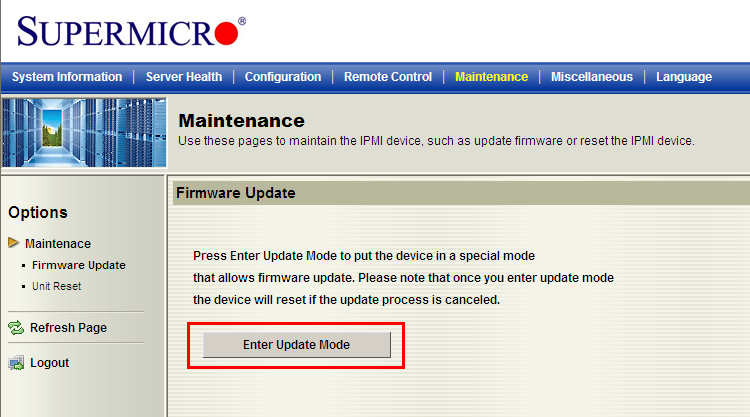 SUPERMICRO®
System Information | Server Health | Configuration | Remote Control | Maintenance | Miscellaneous | Language
Maintenance
Use these pages to maintain the IPMI device, such as update firmware or reset the IPMI device.
Options
Maintenace
Firmware Update
Unit Reset
Refresh Page
Logout
Firmware Update
Press Enter Update Mode to put the device in a special mode
that allows firmware update. Please note that once you enter update mode
the device will reset if the update process is canceled.
Enter Update Mode